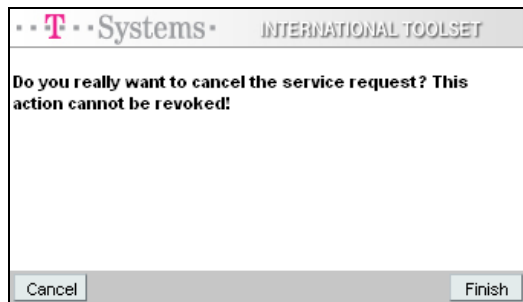 · · T · · Systems · INTERNATIONAL TOOLSET
Do you really want to cancel the service request? This
action cannot be revoked!
Cancel Finish